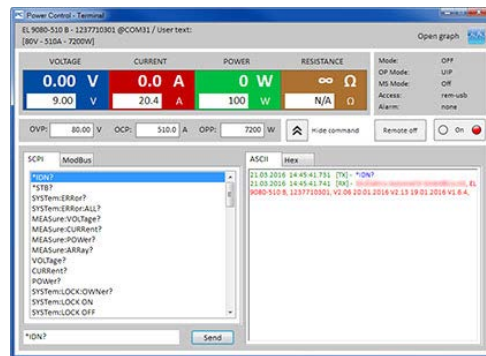 Power Control - Terminal
EL 9080-510 B - 1237710301 @COM31 / User text:
[80V - 510A - 7200W]
Open graph
VOLTAGE CURRENT POWER RESISTANCE
0.00 V 0.0 A 0 W ∞ Ω
9.00 V 20.4 A 100 W N/A Ω
Mode: OFF
OP Mode: UIP
MS Mode: Off
Access: rem-usb
Alarm: none
OVP: 80.00 V OCP: 510.0 A OPP: 7200 W Hide command Remote off On
SCPI ModBus
*IDN?
*STB?
SYSTem:ERRor?
SYSTem:ERRor:ALL?
MEASure:VOLTage?
MEASure:CURRent?
MEASure:POWer?
MEASure:ARRay?
VOLTage?
CURRent?
POWer?
SYSTem:LOCK:OWNer?
SYSTem:LOCK ON
SYSTem:LOCK OFF
*IDN? Send
ASCII Hex
21.03.2016 14:45:41.731 [TX] - *IDN?
21.03.2016 14:45:41.741 [RX] - EL
9080-510 B, 1237710301, V2.06 20.01.2016 V2.13 19.01.2016 V1.6.4,